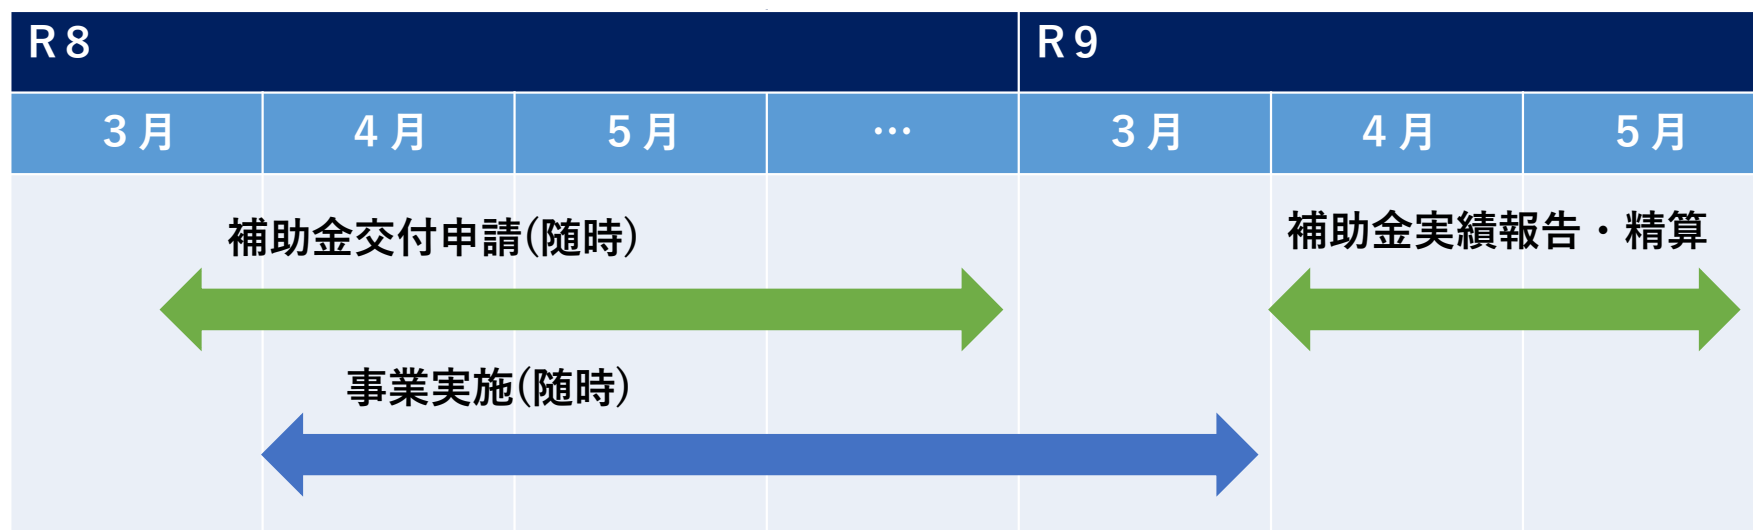 R8 R9
3月 4月 5月 … 3月 4月 5月
補助金交付申請(随時)
補助金実績報告・精算
事業実施(随時)